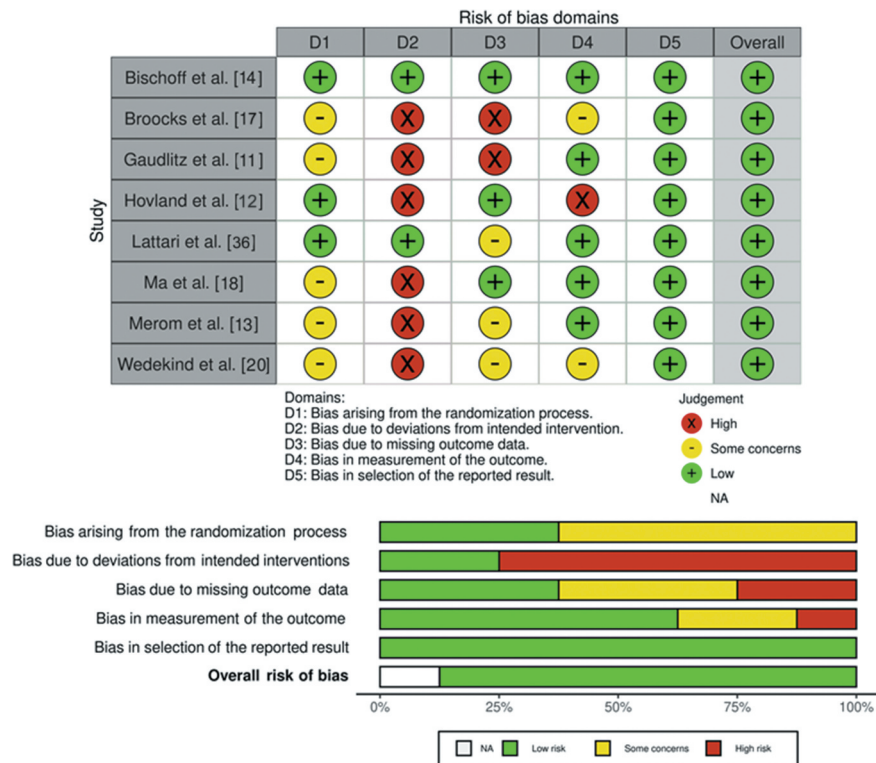 Risk of bias domains
D1 D2 D3 D4 D5 Overall
Study
Bischoff et al. [14] + + + + + +
Broocks et al. [17] - X X - + +
Gaudlitz et al. [11] - X X + + +
Hovland et al. [12] + X + X + +
Lattari et al. [36] + + - + + +
Ma et al. [18] - X + + + +
Merom et al. [13] - X - + + +
Wedekind et al. [20] - X - - + +
Domains:
D1: Bias arising from the randomization process.
D2: Bias due to deviations from intended intervention.
D3: Bias due to missing outcome data.
D4: Bias in measurement of the outcome.
D5: Bias in selection of the reported result.
Judgement
X High
- Some concerns
+ Low
NA
Bias arising from the randomization process
Bias due to deviations from intended interventions
Bias due to missing outcome data
Bias in measurement of the outcome
Bias in selection of the reported result
Overall risk of bias
0% 25% 50% 75% 100%
NA Low risk Some concerns High risk